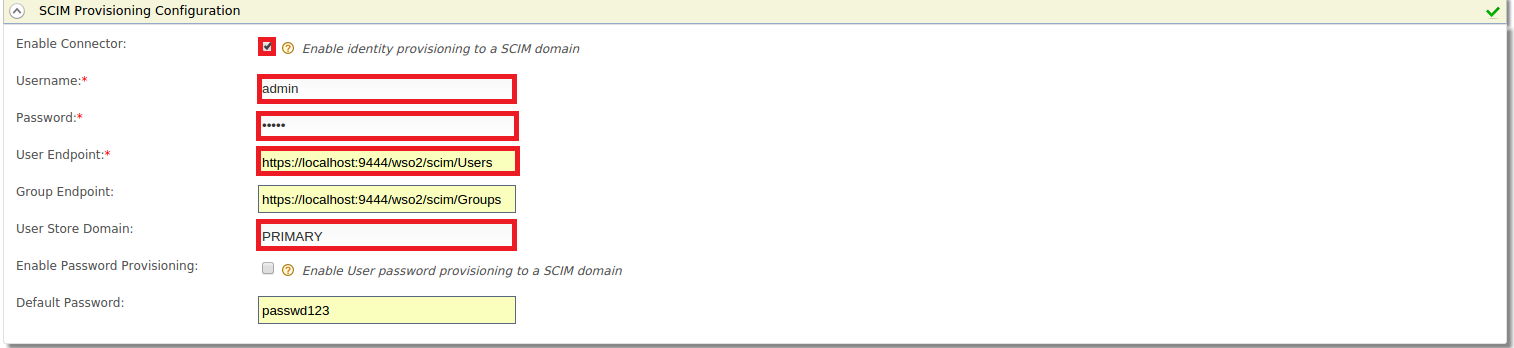 SCIM Provisioning Configuration
Enable Connector: Enable identity provisioning to a SCIM domain
Username:* admin
Password:* •••••
User Endpoint:* https://localhost:9444/wso2/scim/Users
Group Endpoint: https://localhost:9444/wso2/scim/Groups
User Store Domain: PRIMARY
Enable Password Provisioning: Enable User password provisioning to a SCIM domain
Default Password: passwd123